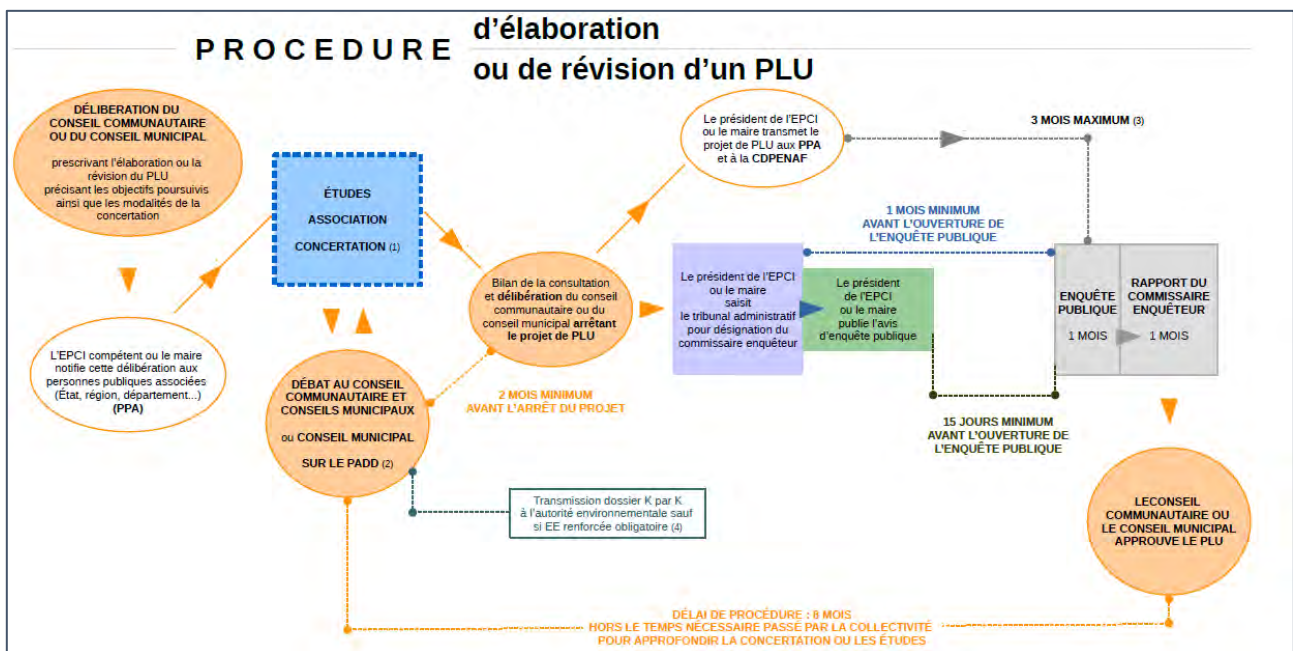 PROCEDURE
d’élaboration
ou de révision d’un PLU
DÉLIBERATION DU
CONSEIL COMMUNAUTAIRE
OU DU CONSEIL MUNICIPAL
prescrivant l’élaboration ou la
révision du PLU
précisant les objectifs poursuivis
ainsi que les modalités de la
concertation
L’EPCI compétent ou le maire
notifie cette délibération aux
personnes publiques associées
(État, région, département...)
(PPA)
ÉTUDES
ASSOCIATION
CONCERTATION (1)
DÉBAT AU CONSEIL
COMMUNAUTAIRE ET
CONSEILS MUNICIPAUX
ou CONSEIL MUNICIPAL
SUR LE PADD (2)
Bilan de la consultation
et délibération du conseil
communautaire ou du
conseil municipal arrêtant
le projet de PLU
2 MOIS MINIMUM
AVANT L’ARRÊT DU PROJET
Transmission dossier K par K
à l’autorité environnementale sauf
si EE renforcée obligatoire (4)
Le président de l’EPCI
ou le maire transmet le
projet de PLU aux PPA
et à la CDPENAF
3 MOIS MAXIMUM (3)
1 MOIS MINIMUM
AVANT L’OUVERTURE DE
L’ENQUÊTE PUBLIQUE
Le président de l’EPCI
ou le maire
saisit
le tribunal administratif
pour désignation du
commissaire enquêteur
Le président
de l’EPCI
ou le maire
publie l’avis
d’enquête publique
ENQUÊTE
PUBLIQUE
1 MOIS
RAPPORT DU
COMMISSAIRE
ENQUÊTEUR
1 MOIS
15 JOURS MINIMUM
AVANT L’OUVERTURE DE
L’ENQUÊTE PUBLIQUE
LECONSEIL
COMMUNAUTAIRE OU
LE CONSEIL MUNICIPAL
APPROUVE LE PLU
DÉLAI DE PROCÉDURE : 8 MOIS
HORS LE TEMPS NÉCESSAIRE PASSÉ PAR LA COLLECTIVITÉ
POUR APPROFONDIR LA CONCERTATION OU LES ÉTUDES